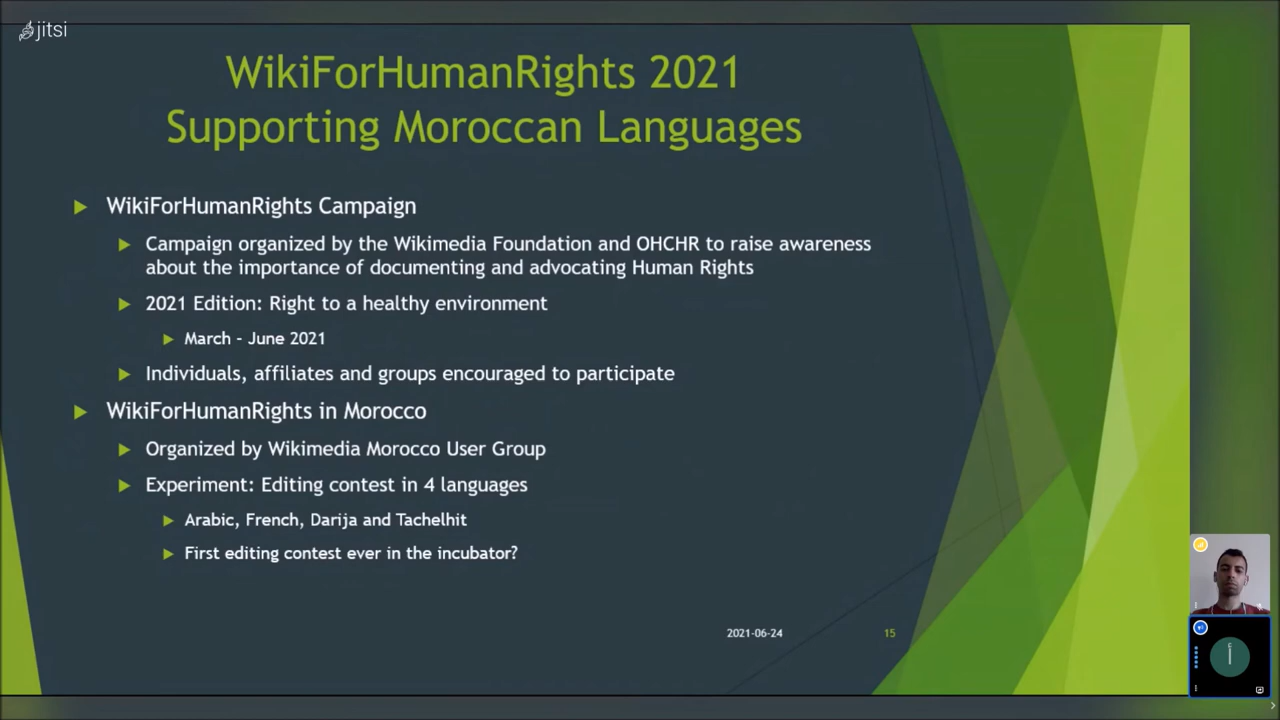 jitsi
WikiForHumanRights 2021
Supporting Moroccan Languages
WikiForHumanRights Campaign
Campaign organized by the Wikimedia Foundation and OHCHR to raise awareness
about the importance of documenting and advocating Human Rights
2021 Edition: Right to a healthy environment
March - June 2021
Individuals, affiliates and groups encouraged to participate
WikiForHumanRights in Morocco
Organized by Wikimedia Morocco User Group
Experiment: Editing contest in 4 languages
Arabic, French, Darija and Tachelhit
First editing contest ever in the incubator?
2021-06-24
15